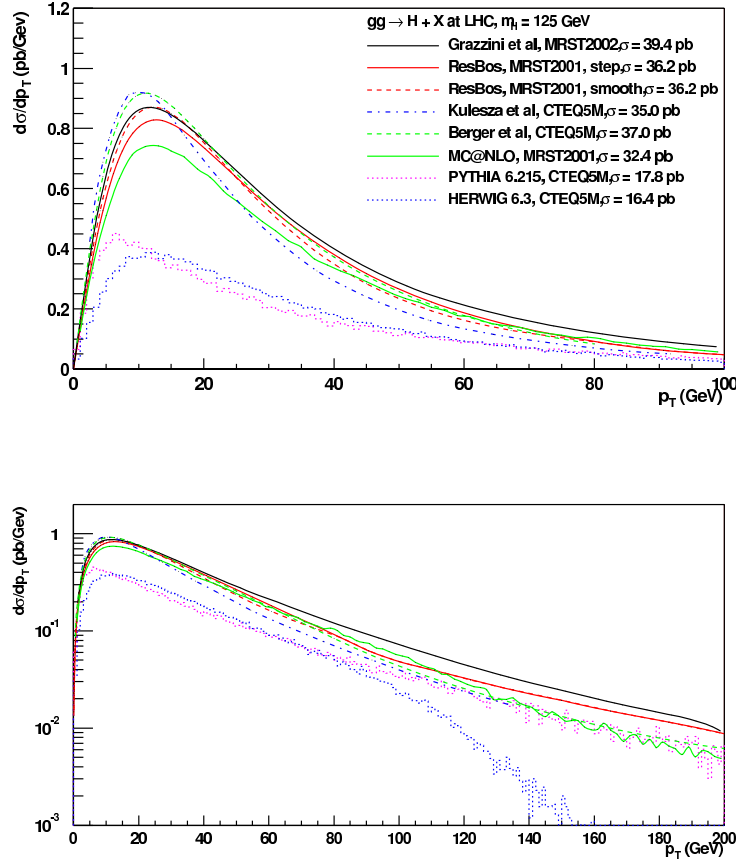 gg → H + X at LHC, mᵢ = 125 GeV
Grazzini et al, MRST2002,σ = 39.4 pb
ResBos, MRST2001, step,σ = 36.2 pb
ResBos, MRST2001, smooth,σ = 36.2 pb
Kulesza et al, CTEQ5M,σ = 35.0 pb
Berger et al, CTEQ5M,σ = 37.0 pb
MC@NLO, MRST2001,σ = 32.4 pb
PYTHIA 6.215, CTEQ5M,σ = 17.8 pb
HERWIG 6.3, CTEQ5M,σ = 16.4 pb
dσ/dp_T (pb/Gev)
1.2
1
0.8
0.6
0.4
0.2
0
0 20 40 60 80 100
p_T (GeV)
dσ/dp_T (pb/Gev)
1
10⁻¹
10⁻²
10⁻³
0 20 40 60 80 100 120 140 160 180 200
p_T (GeV)